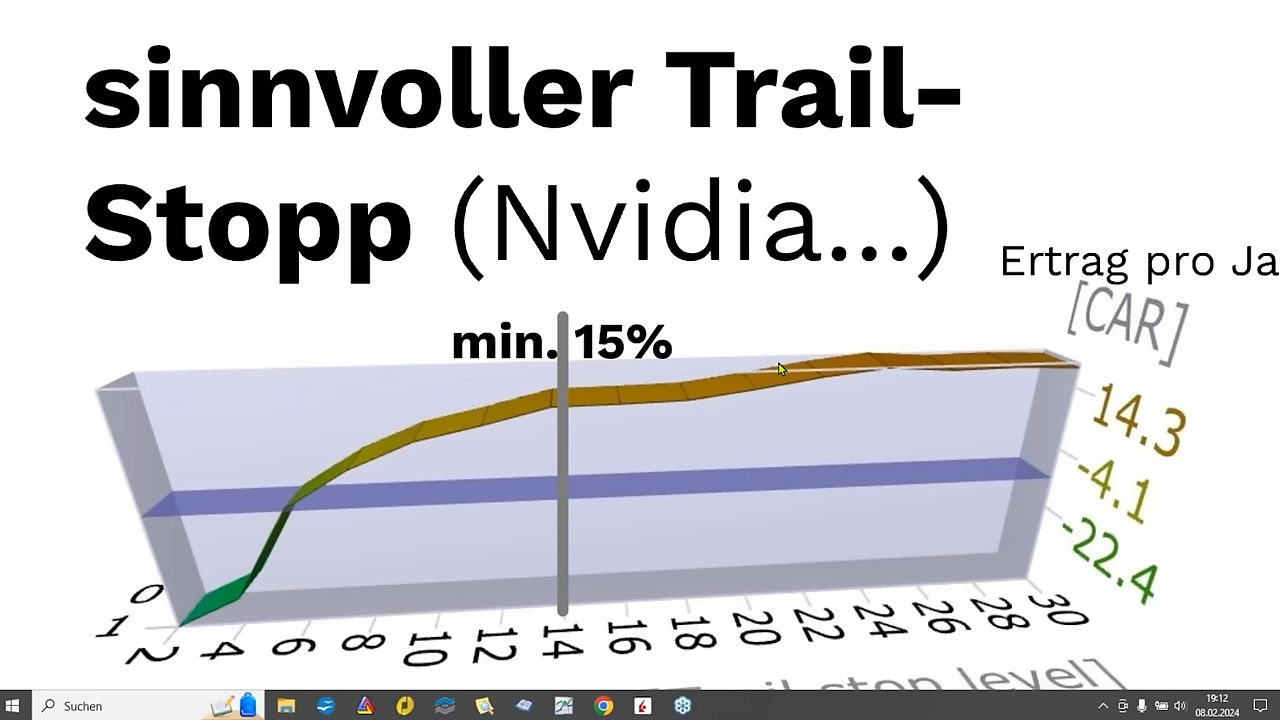 sinnvoller Trail-
Stopp (Nvidia...)
Ertrag pro Ja
[CAR]
min. 15%
14.3
-4.1
-22.4
0
1
2 4 6 8 10 12 14 16 18 20 22 24 26 28 30
stop level]
Suchen
19:12
08.02.2024